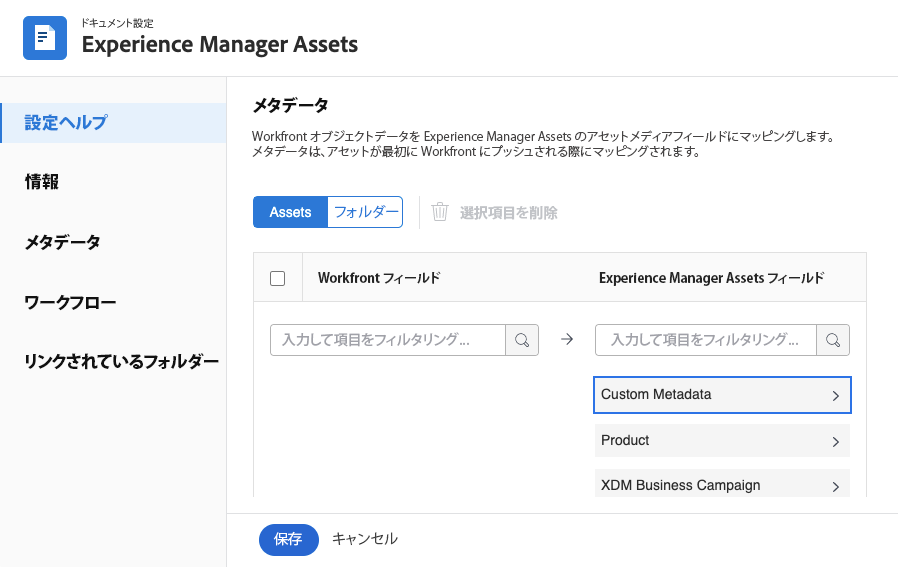 ドキュメント設定
Experience Manager Assets
設定ヘルプ
情報
メタデータ
ワークフロー
リンクされているフォルダー
メタデータ
Workfront オブジェクトデータを Experience Manager Assets のアセットメディアフィールドにマッピングします。
メタデータは、アセットが最初に Workfront にプッシュされる際にマッピングされます。
Assets フォルダー 選択項目を削除
Workfront フィールド Experience Manager Assets フィールド
入力して項目をフィルタリング... → 入力して項目をフィルタリング...
Custom Metadata
Product
XDM Business Campaign
保存 キャンセル